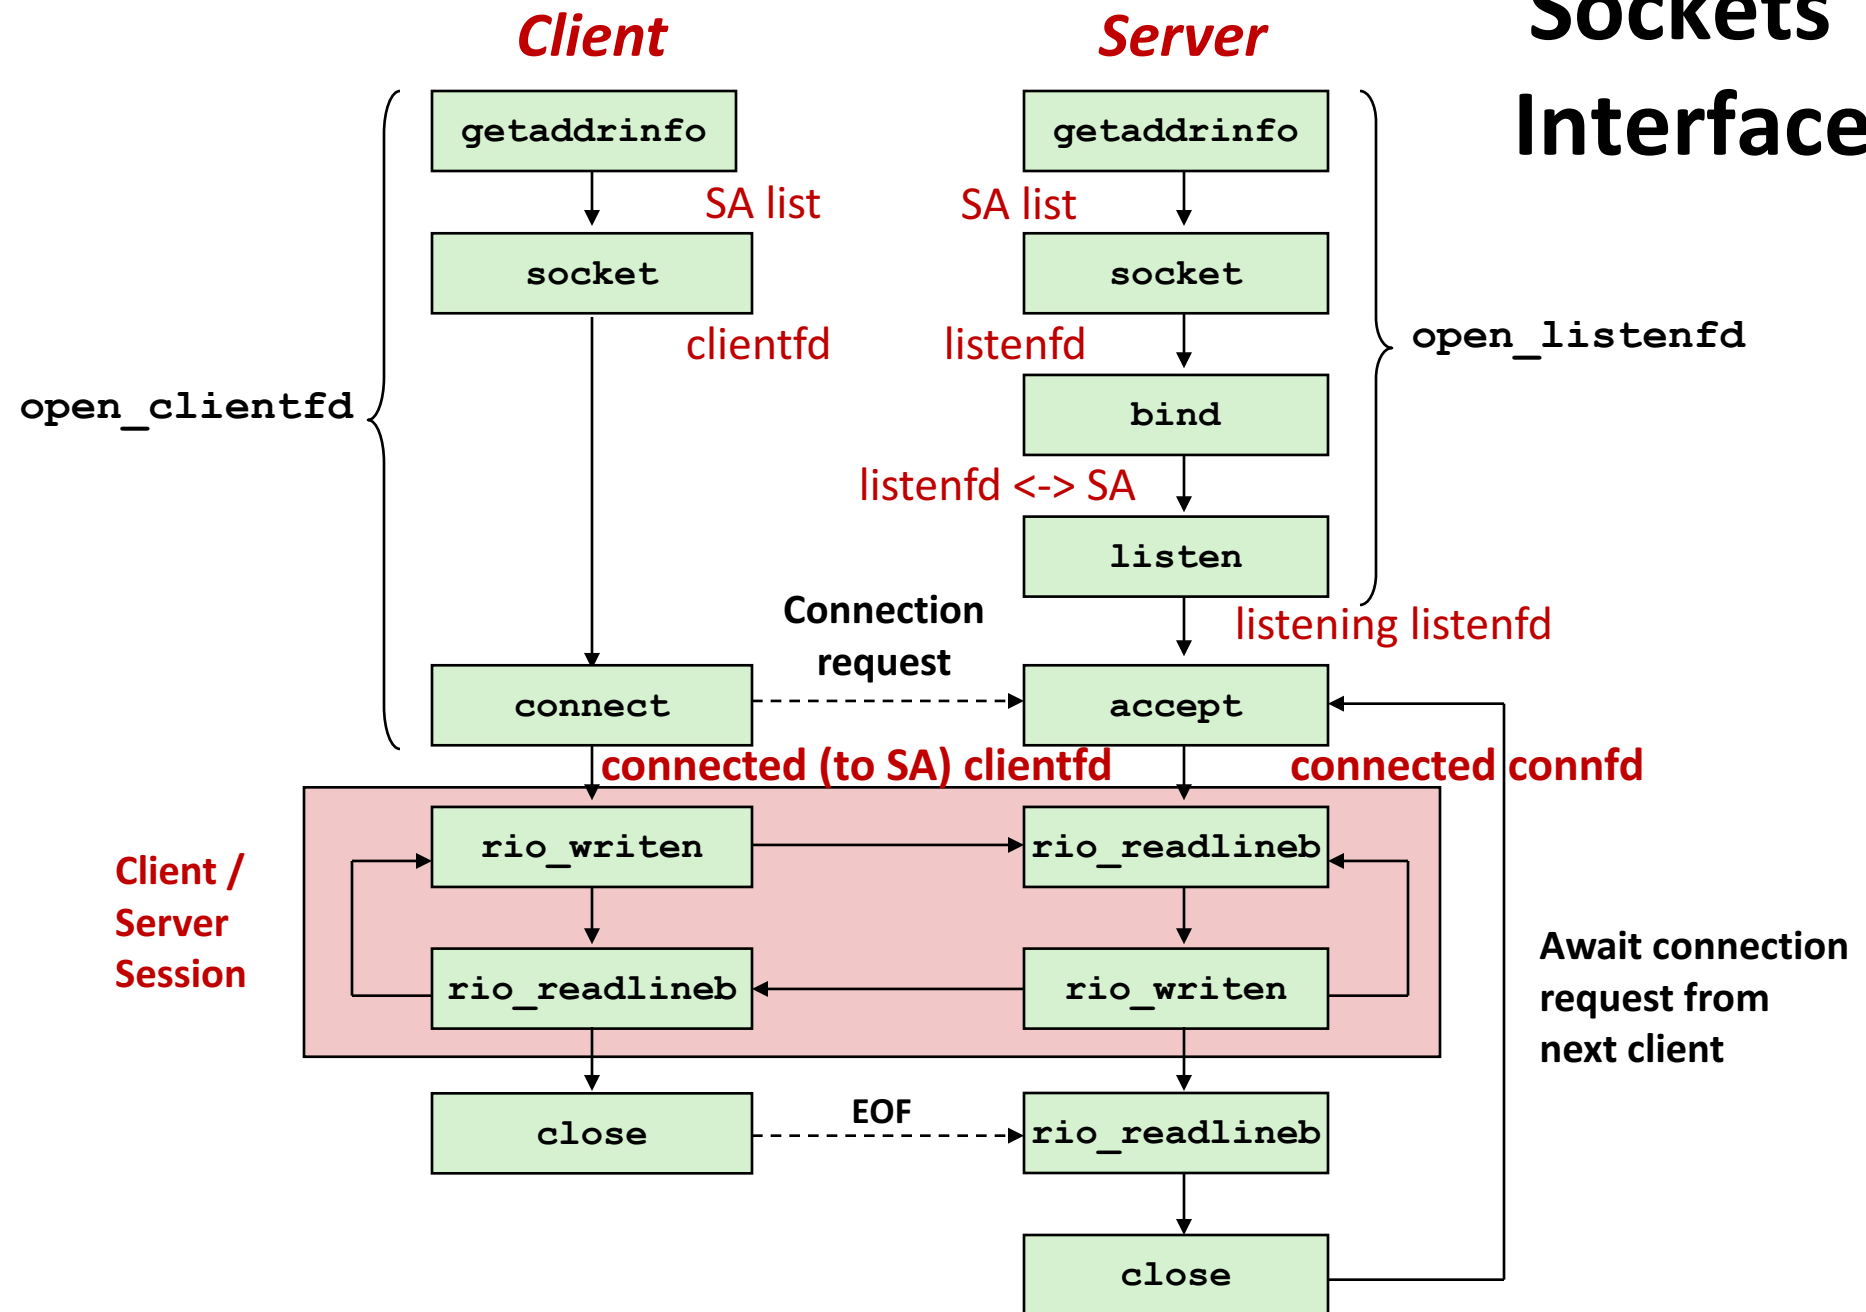 Sockets
Interface
Client
Server
getaddrinfo
getaddrinfo
SA list
SA list
socket
socket
clientfd
listenfd
open_listenfd
open_clientfd
bind
listenfd <-> SA
listen
Connection
request
listening listenfd
connect
accept
connected (to SA) clientfd
connected connfd
Client /
Server
Session
rio_writen
rio_readlineb
rio_readlineb
rio_writen
Await connection
request from
next client
close
EOF
rio_readlineb
close